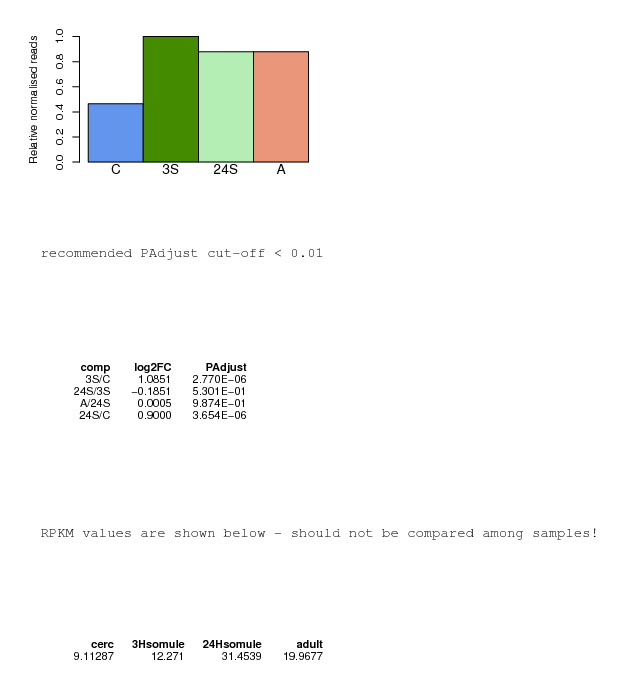 Relative normalised reads
1.0
0.8
0.6
0.4
0.2
0.0
C 3S 24S A
recommended PAdjust cut-off < 0.01
comp log2FC PAdjust
3S/C 1.0851 2.770E−06
24S/3S −0.1851 5.301E−01
A/24S 0.0005 9.874E−01
24S/C 0.9000 3.654E−06
RPKM values are shown below - should not be compared among samples!
cerc 3Hsomule 24Hsomule adult
9.11287 12.271 31.4539 19.9677